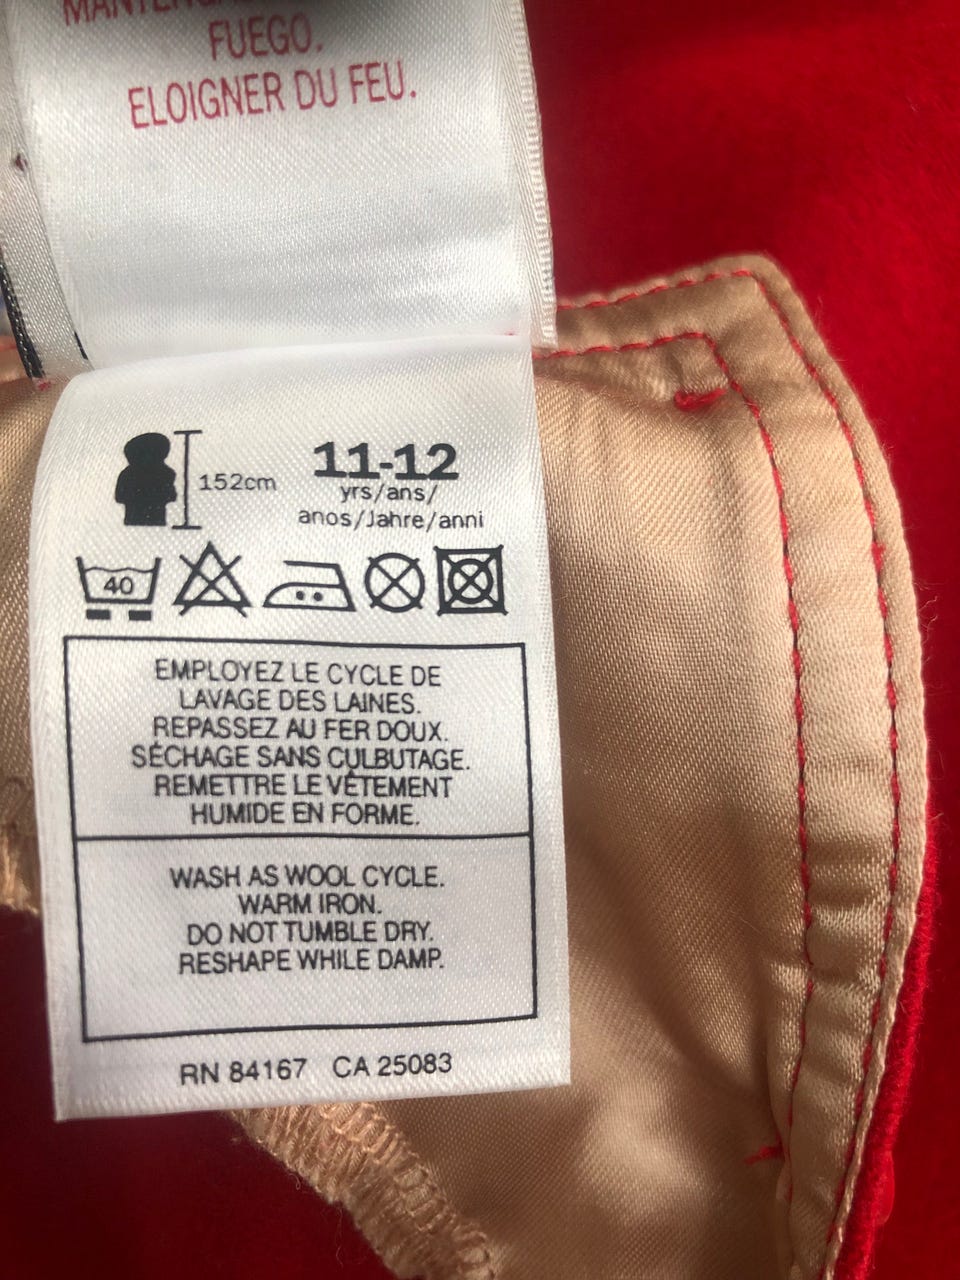 FUEGO.
ELOIGNER DU FEU.
152cm
11-12
yrs/ans/
anos/Jahre/anni
40
EMPLOYEZ LE CYCLE DE
LAVAGE DES LAINES.
REPASSEZ AU FER DOUX.
SÉCHAGE SANS CULBUTAGE.
REMETTRE LE VÊTEMENT
HUMIDE EN FORME.
WASH AS WOOL CYCLE.
WARM IRON.
DO NOT TUMBLE DRY.
RESHAPE WHILE DAMP.
RN 84167 CA 25083